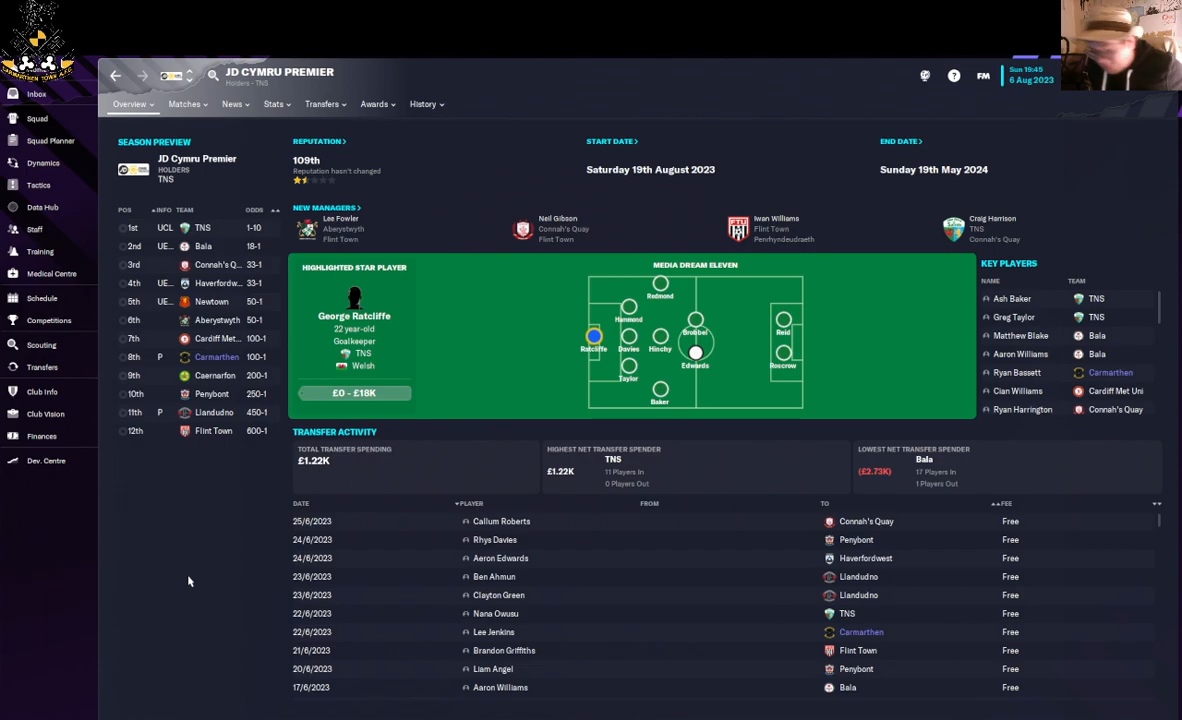 JD CYMRU PREMIER
Holders - TNS
FM
Sun 19:45
6 Aug 2023
CARMARTHEN TOWN A.F.C.
Inbox
Squad
Squad Planner
Dynamics
Tactics
Data Hub
Staff
Training
Medical Centre
Schedule
Competitions
Scouting
Transfers
Club Info
Club Vision
Finances
Dev. Centre
Overview Matches News Stats Transfers Awards History
SEASON PREVIEW
JD Cymru Premier
HOLDERS
TNS
POS INFO TEAM ODDS
1st UCL TNS 1-10
2nd UE... Bala 18-1
3rd Connah's Q... 33-1
4th UE... Haverfordw... 33-1
5th UE... Newtown 50-1
6th Aberystwyth 50-1
7th Cardiff Met... 100-1
8th P Carmarthen 100-1
9th Caernarfon 200-1
10th Penybont 250-1
11th P Llandudno 450-1
12th Flint Town 600-1
REPUTATION >
109th
Reputation hasn't changed
START DATE >
Saturday 19th August 2023
END DATE >
Sunday 19th May 2024
NEW MANAGERS >
Lee Fowler
Aberystwyth
Flint Town
Neil Gibson
Connah's Quay
Flint Town
Iwan Williams
Flint Town
Penrhyndeudraeth
Craig Harrison
TNS
Connah's Quay
HIGHLIGHTED STAR PLAYER
George Ratcliffe
22 year-old
Goalkeeper
TNS
Welsh
£0 - £18K
MEDIA DREAM ELEVEN
Redmond
Hammond
Brobbel
Reid
Ratcliffe
Davies
Hinchy
Edwards
Roscrow
Taylor
Baker
KEY PLAYERS
NAME TEAM
Ash Baker TNS
Greg Taylor TNS
Matthew Blake Bala
Aaron Williams Bala
Ryan Bassett Carmarthen
Cian Williams Cardiff Met Uni
Ryan Harrington Connah's Quay
TRANSFER ACTIVITY
TOTAL TRANSFER SPENDING
£1.22K
HIGHEST NET TRANSFER SPENDER
TNS
£1.22K
11 Players In
0 Players Out
LOWEST NET TRANSFER SPENDER
Bala
(£2.73K)
17 Players In
1 Players Out
DATE PLAYER FROM TO FEE
25/6/2023 Callum Roberts Connah's Quay Free
24/6/2023 Rhys Davies Penybont Free
24/6/2023 Aeron Edwards Haverfordwest Free
23/6/2023 Ben Ahmun Llandudno Free
23/6/2023 Clayton Green Llandudno Free
22/6/2023 Nana Owusu TNS Free
22/6/2023 Lee Jenkins Carmarthen Free
21/6/2023 Brandon Griffiths Flint Town Free
20/6/2023 Liam Angel Penybont Free
17/6/2023 Aaron Williams Bala Free